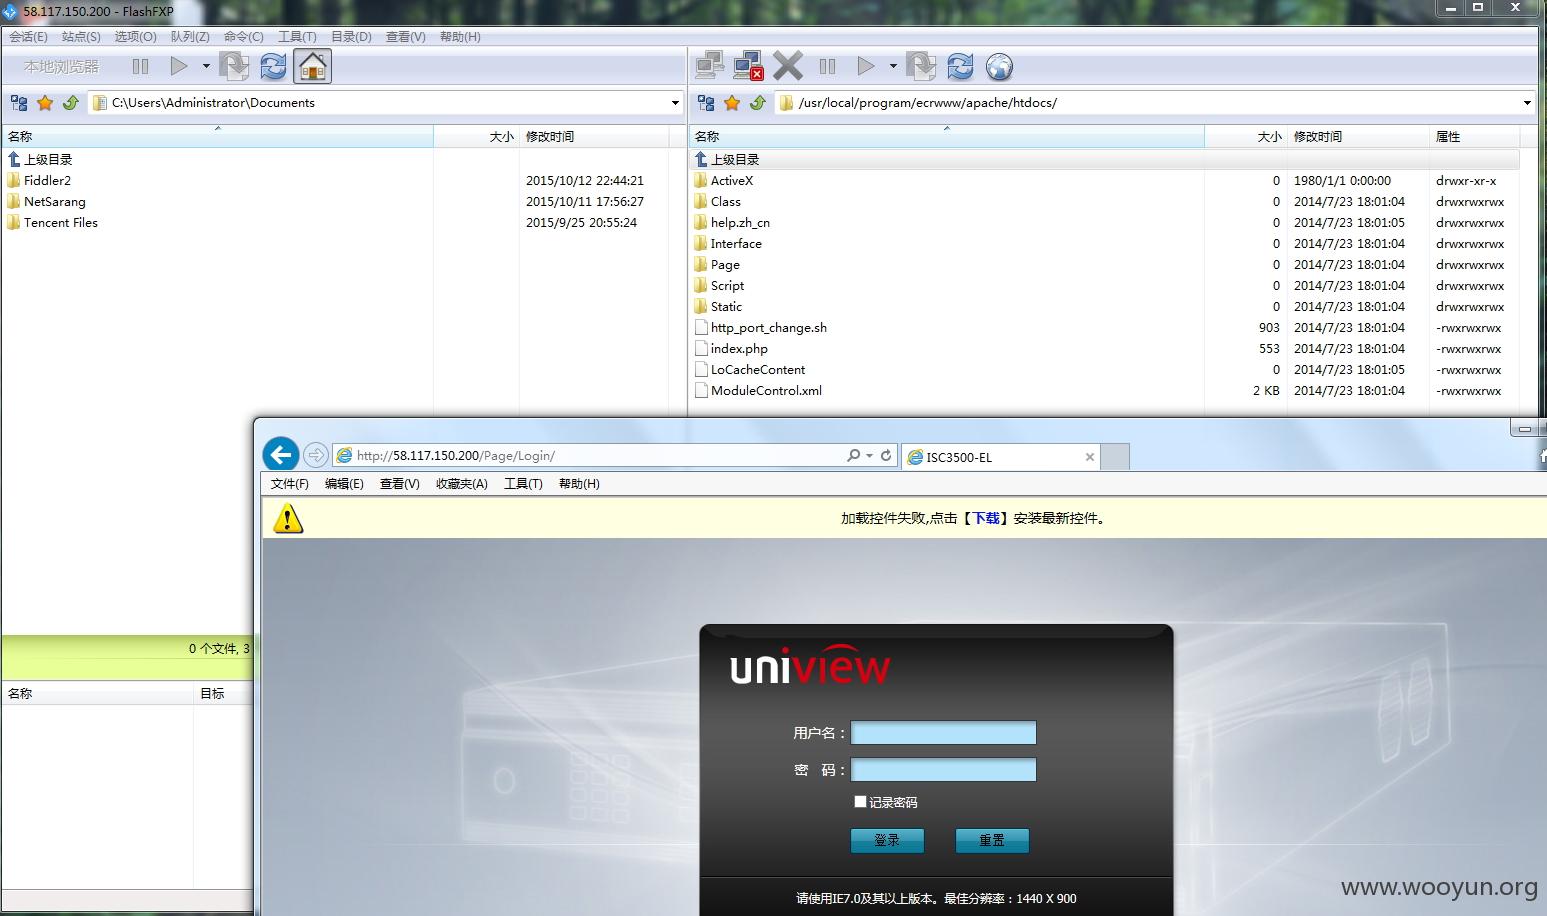 58.117.150.200 - FlashFXP
会话(E) 站点(S) 选项(O) 队列(Z) 命令(C) 工具(T) 目录(D) 查看(V) 帮助(H)
本地浏览器
C:\Users\Administrator\Documents
/usr/local/program/ecrwww/apache/htdocs/
名称 大小 修改时间
上级目录
Fiddler2 2015/10/12 22:44:21
NetSarang 2015/10/11 17:56:27
Tencent Files 2015/9/25 20:55:24
名称 大小 修改时间 属性
上级目录
ActiveX 0 1980/1/1 0:00:00 drwxr-xr-x
Class 0 2014/7/23 18:01:04 drwxrwxrwx
help.zh_cn 0 2014/7/23 18:01:05 drwxrwxrwx
Interface 0 2014/7/23 18:01:04 drwxrwxrwx
Page 0 2014/7/23 18:01:04 drwxrwxrwx
Script 0 2014/7/23 18:01:04 drwxrwxrwx
Static 0 2014/7/23 18:01:04 drwxrwxrwx
http_port_change.sh 903 2014/7/23 18:01:04 -rwxrwxrwx
index.php 553 2014/7/23 18:01:04 -rwxrwxrwx
LoCacheContent 0 2014/7/23 18:01:05 -rwxrwxrwx
ModuleControl.xml 2 KB 2014/7/23 18:01:04 -rwxrwxrwx
0 个文件, 3
名称 目标
http://58.117.150.200/Page/Login/
ISC3500-EL
文件(F) 编辑(E) 查看(V) 收藏夹(A) 工具(T) 帮助(H)
加载控件失败,点击【下载】安装最新控件。
uniview
用户名：
密 码：
记录密码
登录 重置
请使用IE7.0及其以上版本。最佳分辨率：1440 X 900
www.wooyun.org